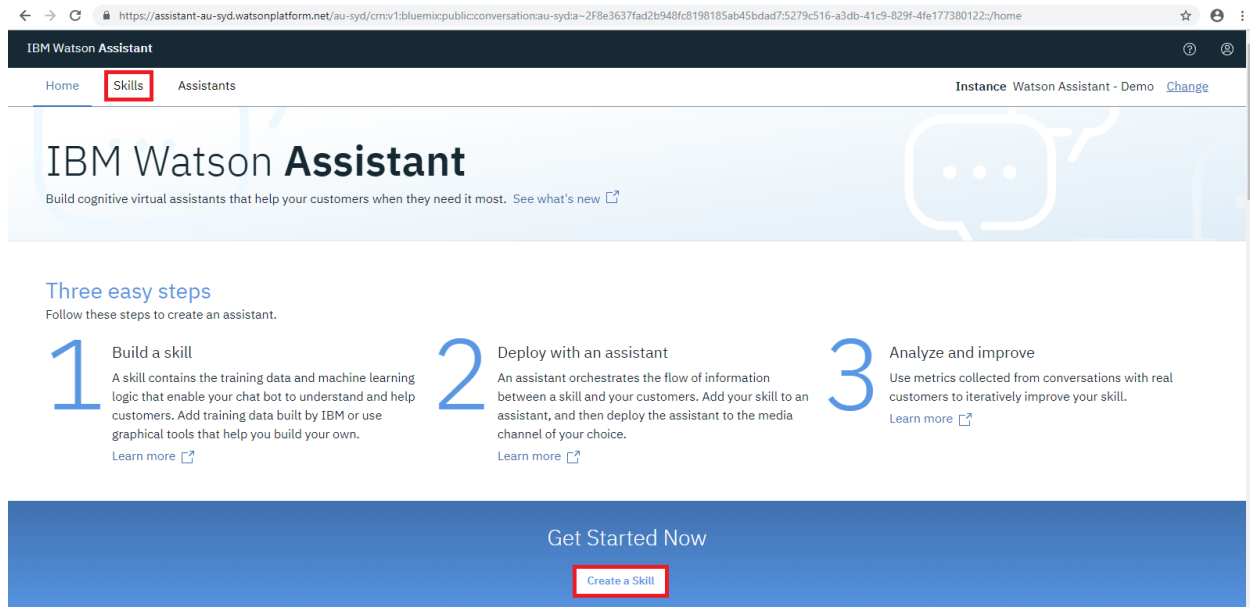 https://assistant-au-syd.watsonplatform.net/au-syd/crn:v1:bluemix:public:conversation:au-syd:a~2F8e3637fad2b948fc8198185ab45bdad7:5279c516-a3db-41c9-829f-4fe177380122::/home
IBM Watson Assistant
Home Skills Assistants Instance Watson Assistant - Demo Change
IBM Watson Assistant
Build cognitive virtual assistants that help your customers when they need it most. See what's new
Three easy steps
Follow these steps to create an assistant.
1
Build a skill
A skill contains the training data and machine learning
logic that enable your chat bot to understand and help
customers. Add training data built by IBM or use
graphical tools that help you build your own.
Learn more
2
Deploy with an assistant
An assistant orchestrates the flow of information
between a skill and your customers. Add your skill to an
assistant, and then deploy the assistant to the media
channel of your choice.
Learn more
3
Analyze and improve
Use metrics collected from conversations with real
customers to iteratively improve your skill.
Learn more
Get Started Now
Create a Skill